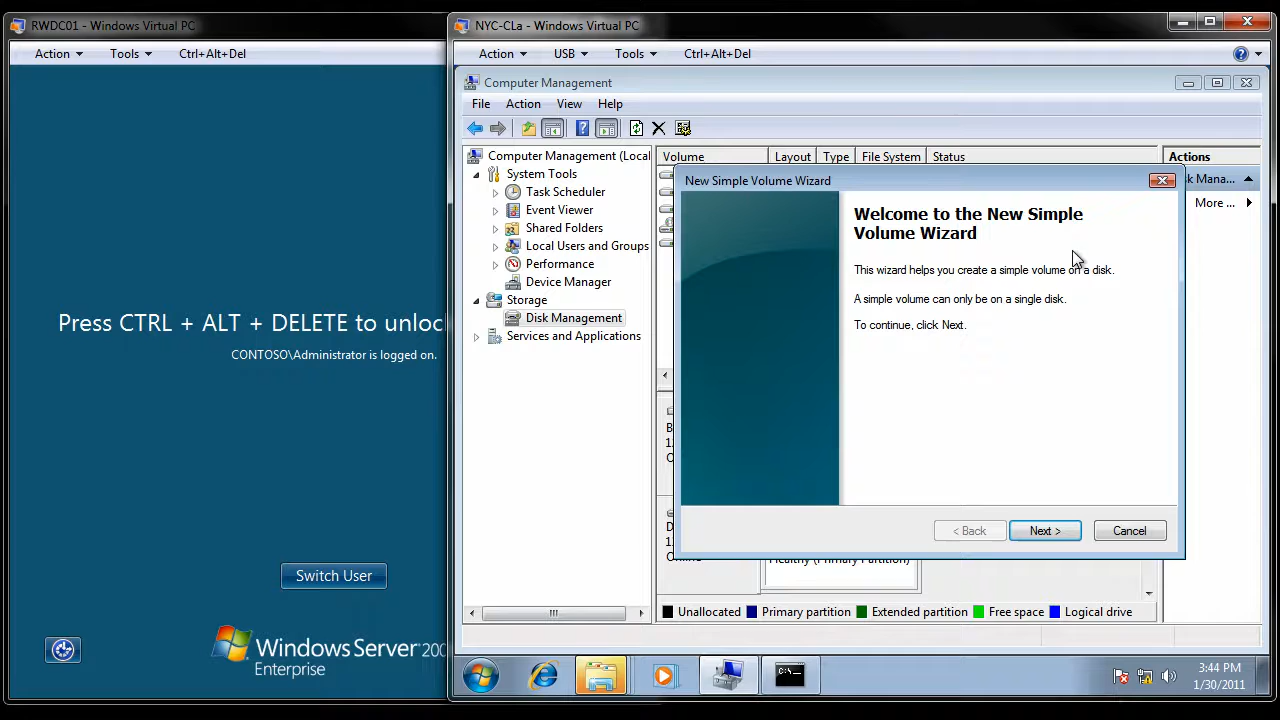 RWDC01 - Windows Virtual PC
Action Tools Ctrl+Alt+Del
Press CTRL + ALT + DELETE to unloc
CONTOSO\Administrator is logged on.
Switch User
Windows Server 200
Enterprise
NYC-CLa - Windows Virtual PC
Action USB Tools Ctrl+Alt+Del
Computer Management
File Action View Help
Computer Management (Local
System Tools
Task Scheduler
Event Viewer
Shared Folders
Local Users and Groups
Performance
Device Manager
Storage
Disk Management
Services and Applications
Volume Layout Type File System Status
Actions
k Mana...
More ...
New Simple Volume Wizard
Welcome to the New Simple
Volume Wizard
This wizard helps you create a simple volume on a disk.
A simple volume can only be on a single disk.
To continue, click Next.
< Back Next > Cancel
Healthy (Primary Partition)
Unallocated Primary partition Extended partition Free space Logical drive
3:44 PM
1/30/2011